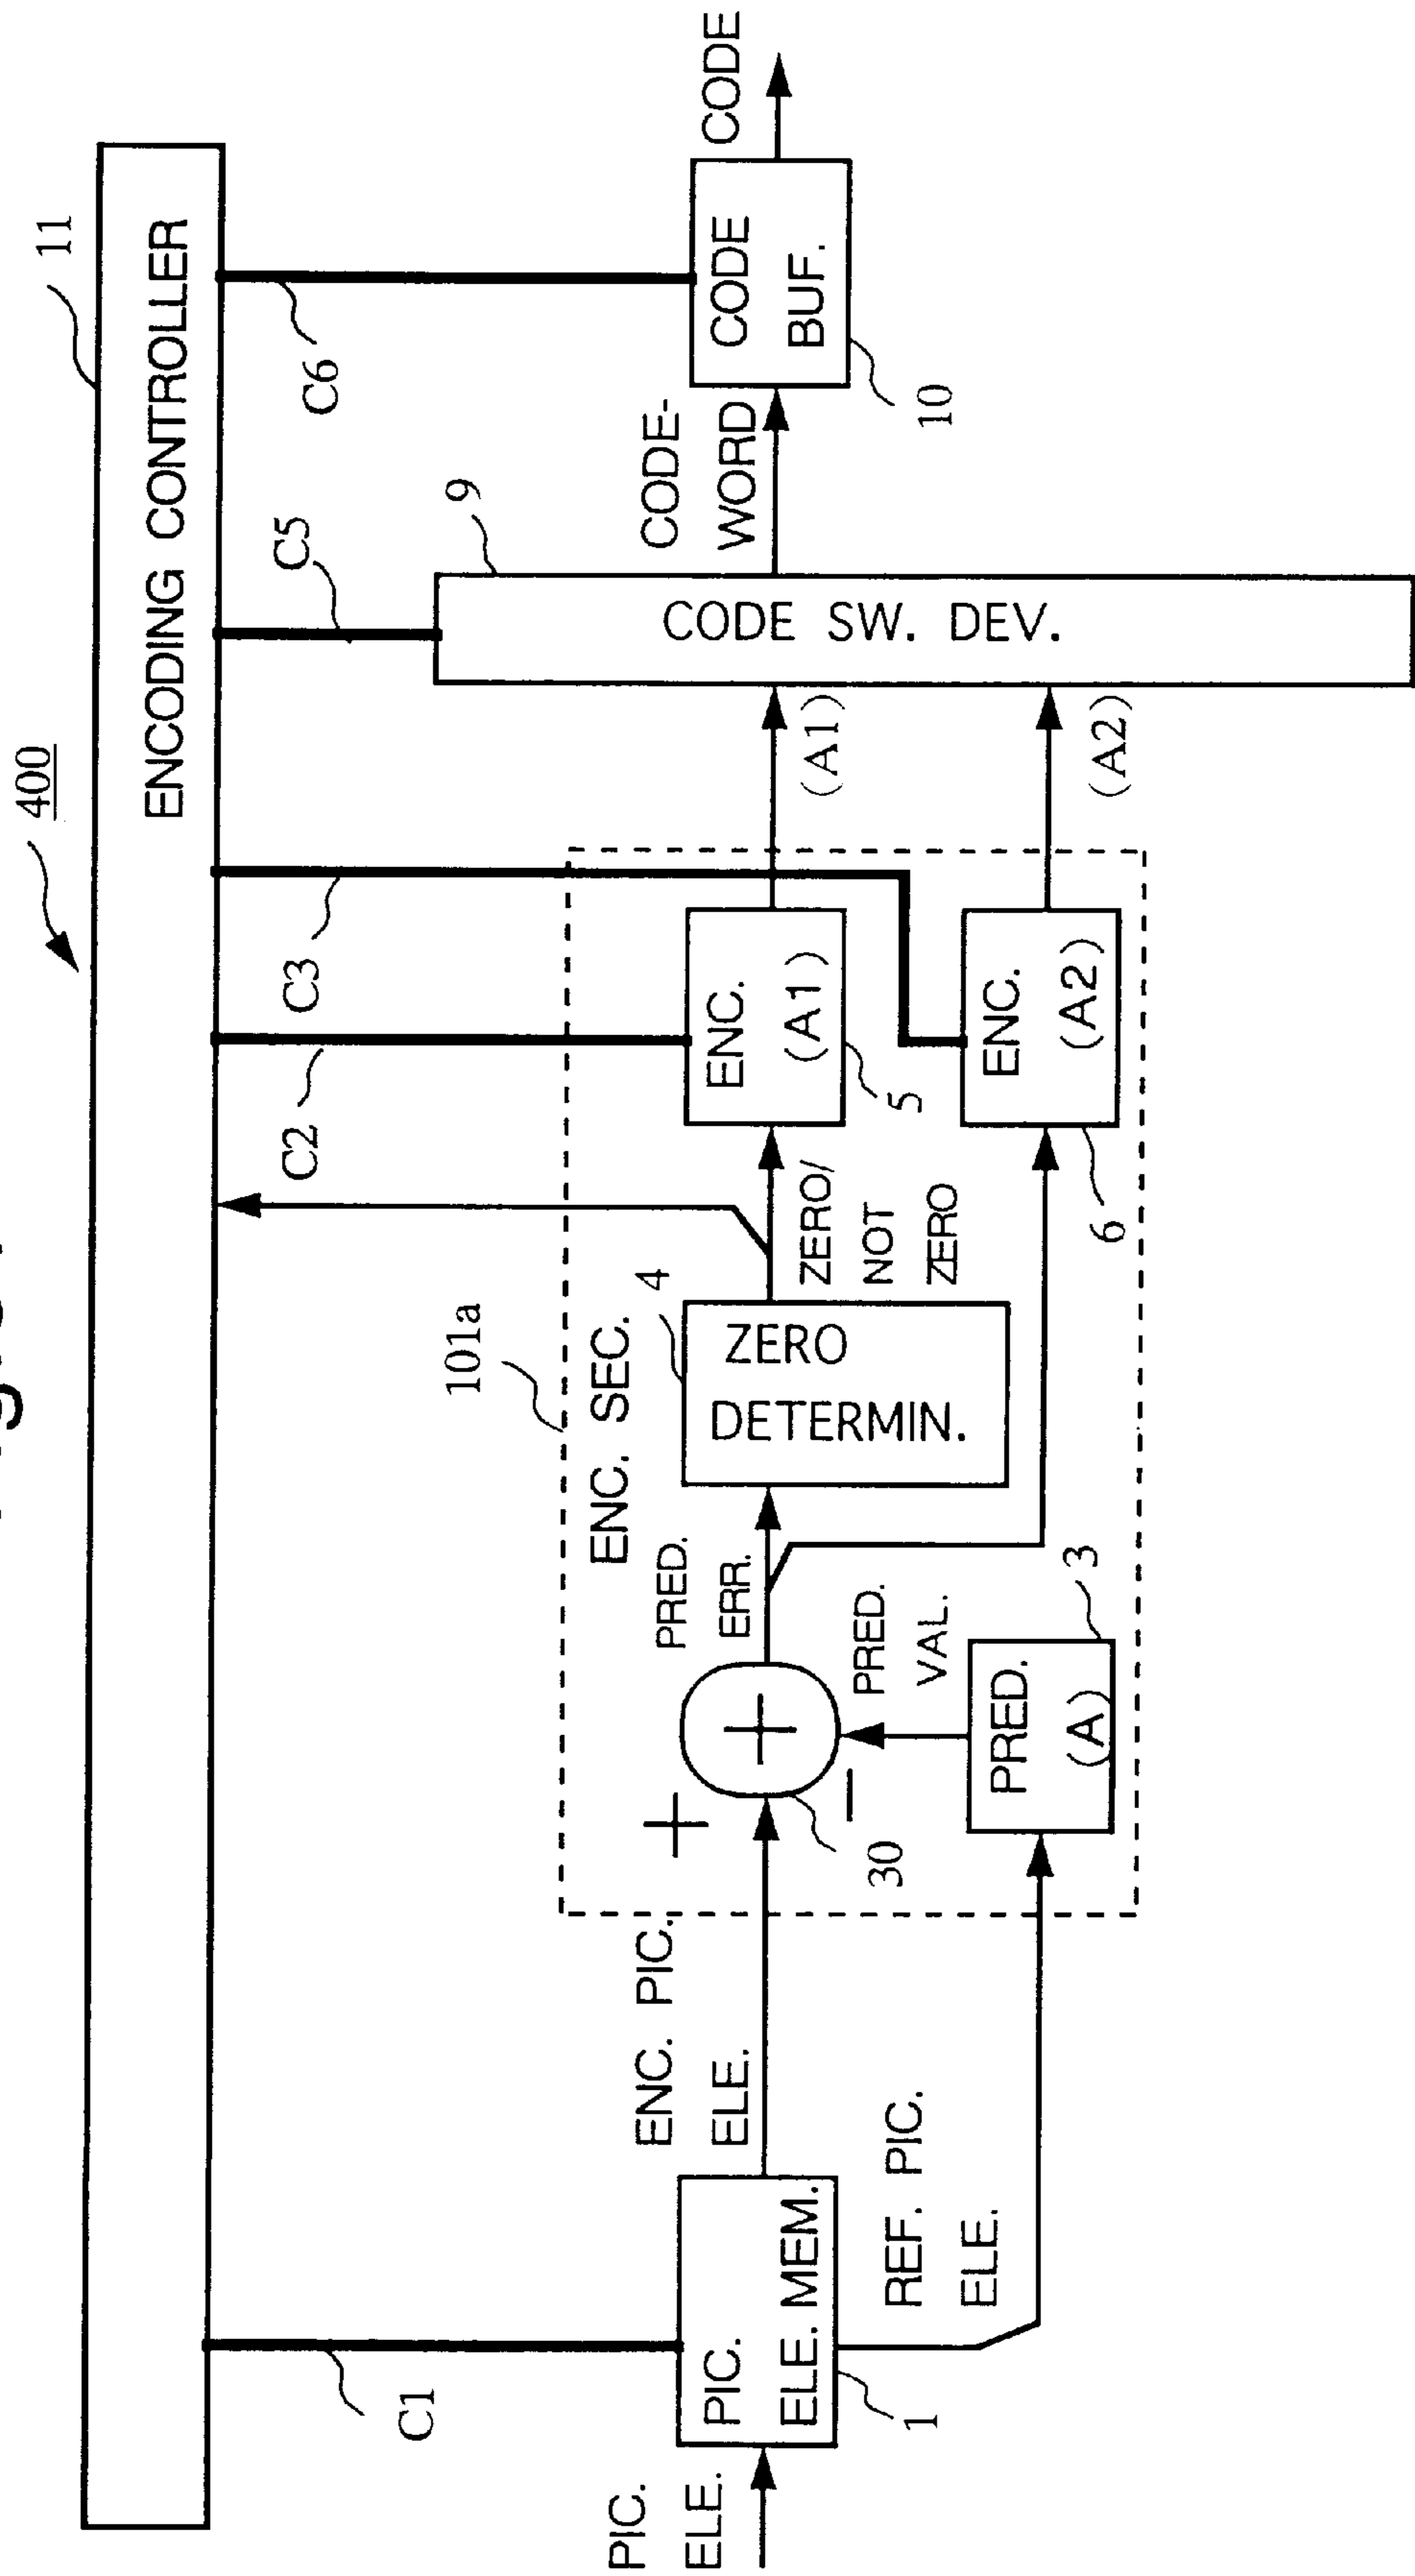 400
11
ENCODING CONTROLLER
C1
C2
C3
C5
C6
101a
ENC. SEC.
PIC.
ELE.
PIC.
ELE. MEM.
1
ENC. PIC.
ELE.
REF. PIC.
ELE.
+
+
−
30
PRED.
(A)
3
PRED.
VAL.
PRED.
ERR.
ZERO
DETERMIN.
4
ZERO/
NOT
ZERO
ENC.
(A1)
5
ENC.
(A2)
6
(A1)
(A2)
CODE SW. DEV.
9
CODE-
WORD
CODE
BUF.
10
CODE